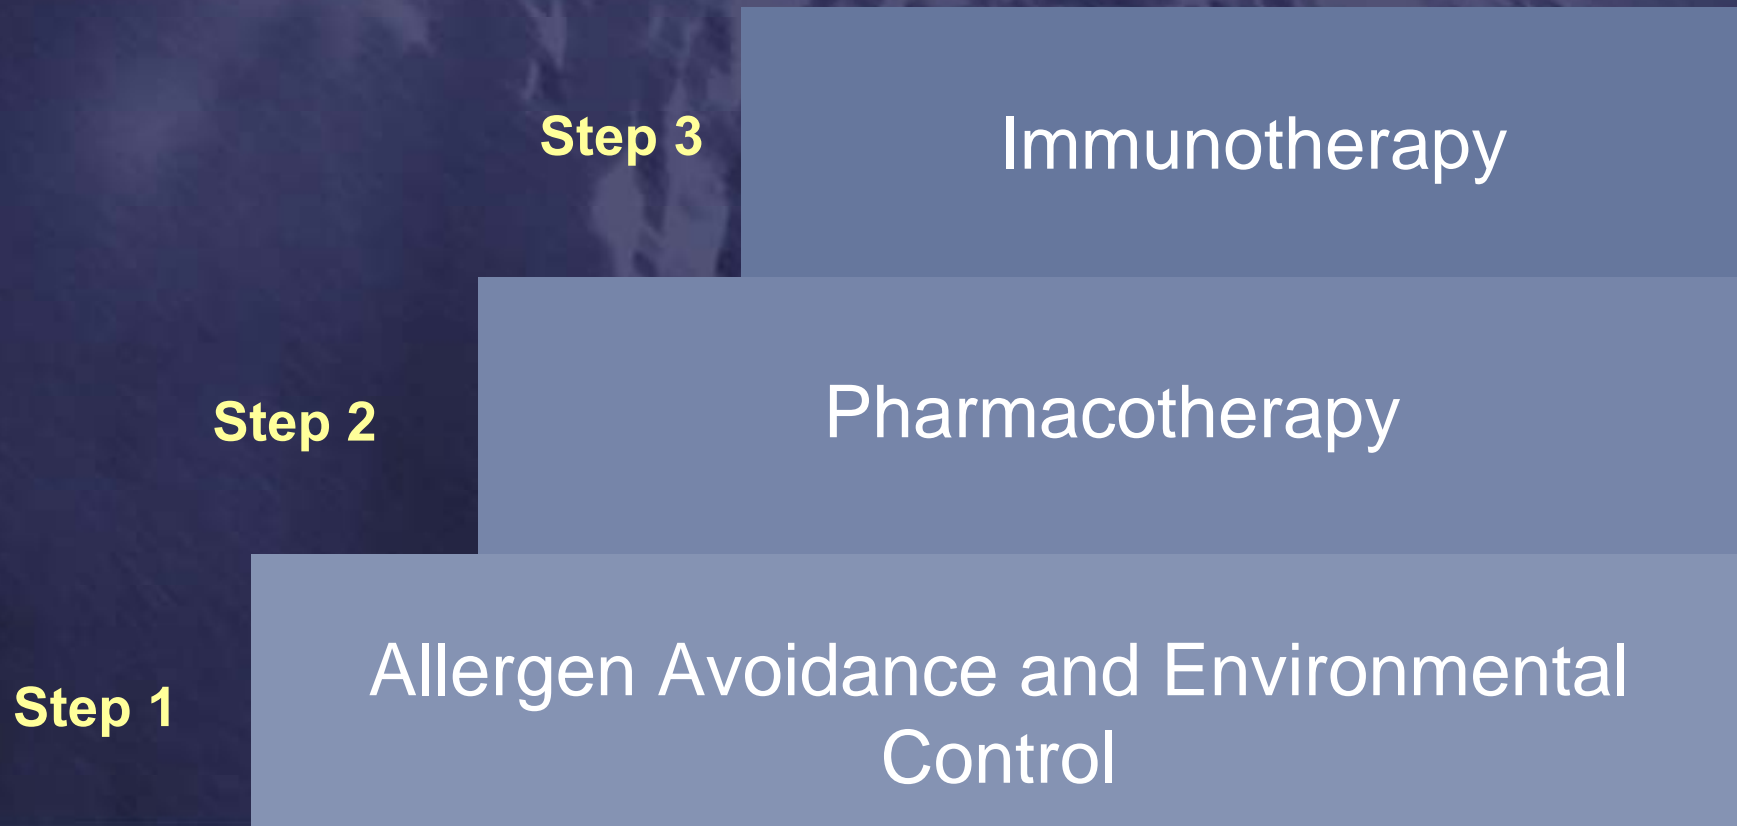 Step 3
Immunotherapy
Step 2
Pharmacotherapy
Step 1
Allergen Avoidance and Environmental
Control